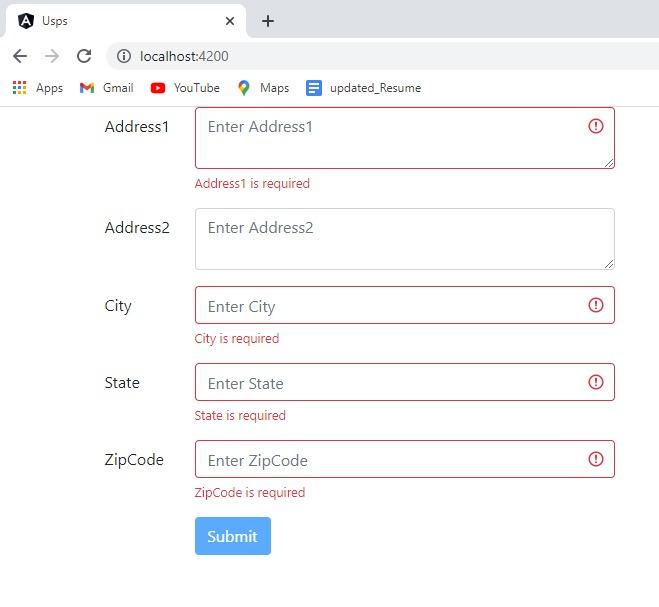 Usps
localhost:4200
Apps Gmail YouTube Maps updated_Resume
Address1 Enter Address1
Address1 is required
Address2 Enter Address2
City Enter City
City is required
State Enter State
State is required
ZipCode Enter ZipCode
ZipCode is required
Submit